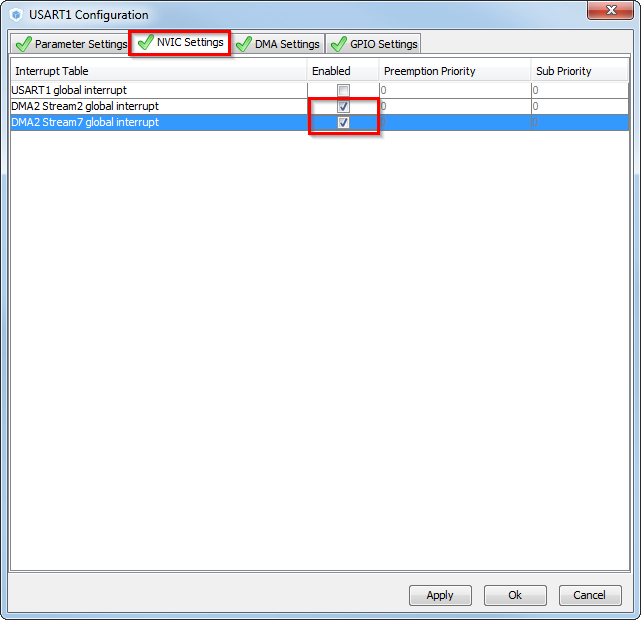 USART1 Configuration
Parameter Settings NVIC Settings DMA Settings GPIO Settings
Interrupt Table Enabled Preemption Priority Sub Priority
USART1 global interrupt 0 0
DMA2 Stream2 global interrupt 0 0
DMA2 Stream7 global interrupt 0
Apply Ok Cancel